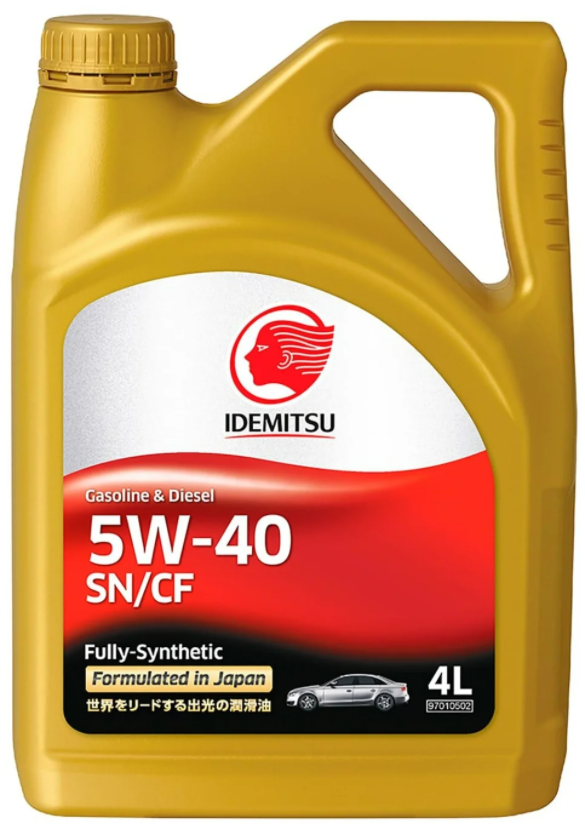 IDEMITSU
Gasoline & Diesel
5W-40
SN/CF
Fully-Synthetic
Formulated in Japan
世界をリードする出光の潤滑油
4L
97010502